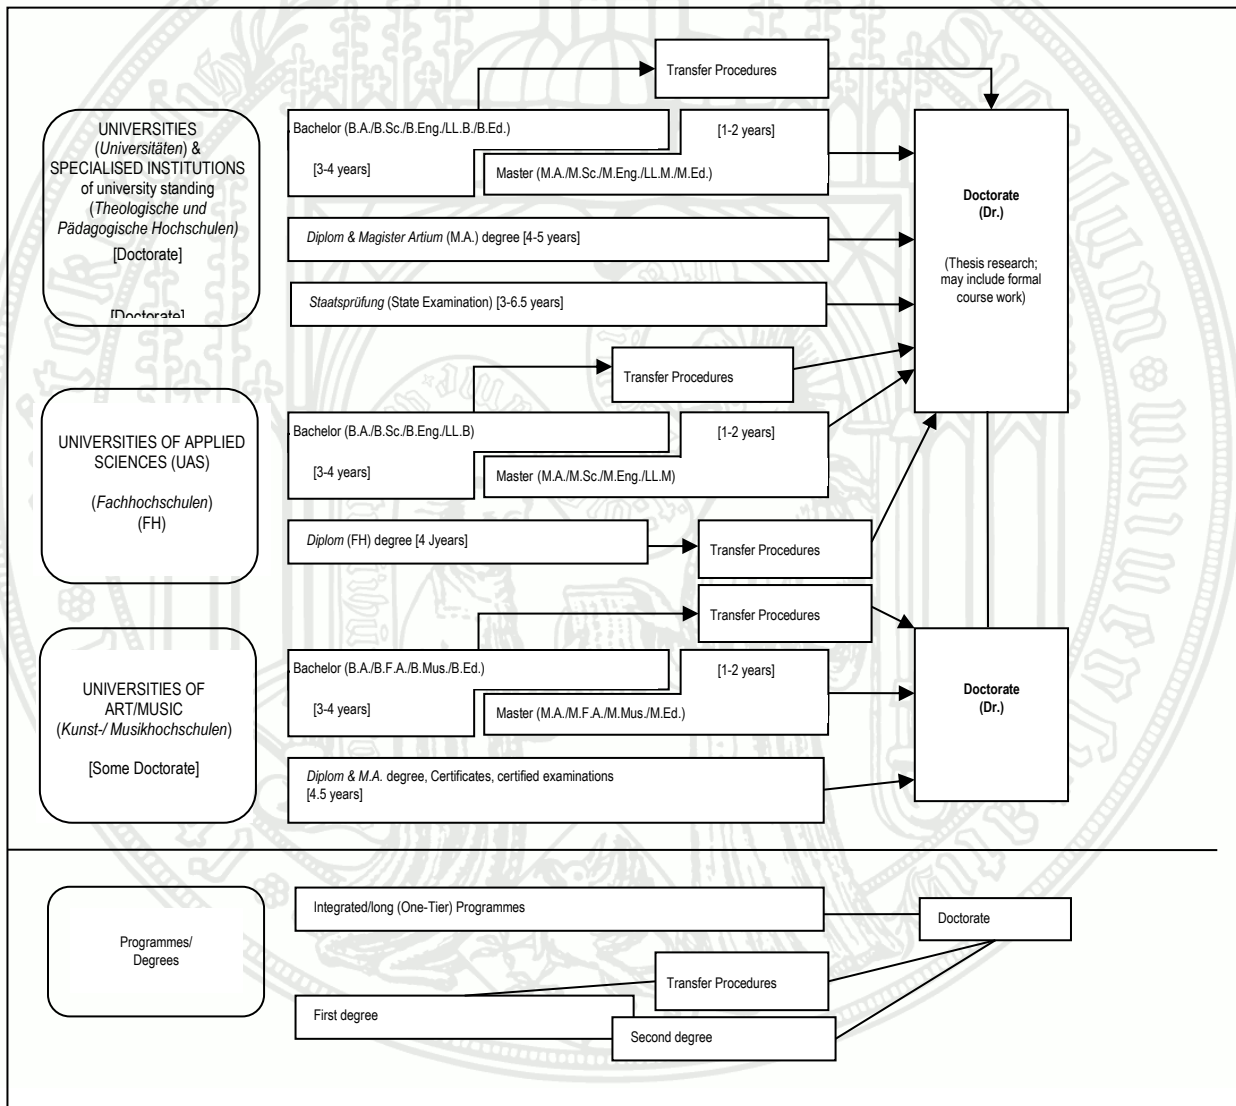 Transfer Procedures
UNIVERSITIES
(Universitäten) &
SPECIALISED INSTITUTIONS
of university standing
(Theologische und
Pädagogische Hochschulen)
[Doctorate]
[Doctorate]
Bachelor (B.A./B.Sc./B.Eng./LL.B./B.Ed.)
[3-4 years]
[1-2 years]
Master (M.A./M.Sc./M.Eng./LL.M./M.Ed.)
Diplom & Magister Artium (M.A.) degree [4-5 years]
Staatsprüfung (State Examination) [3-6.5 years]
Doctorate
(Dr.)
(Thesis research;
may include formal
course work)
Transfer Procedures
UNIVERSITIES OF APPLIED
SCIENCES (UAS)
(Fachhochschulen)
(FH)
Bachelor (B.A./B.Sc./B.Eng./LL.B)
[3-4 years]
[1-2 years]
Master (M.A./M.Sc./M.Eng./LL.M)
Diplom (FH) degree [4 Jyears]
Transfer Procedures
Transfer Procedures
UNIVERSITIES OF
ART/MUSIC
(Kunst-/ Musikhochschulen)
[Some Doctorate]
Bachelor (B.A./B.F.A./B.Mus./B.Ed.)
[3-4 years]
[1-2 years]
Master (M.A./M.F.A./M.Mus./M.Ed.)
Diplom & M.A. degree, Certificates, certified examinations
[4.5 years]
Doctorate
(Dr.)
Programmes/
Degrees
Integrated/long (One-Tier) Programmes
Doctorate
Transfer Procedures
First degree
Second degree